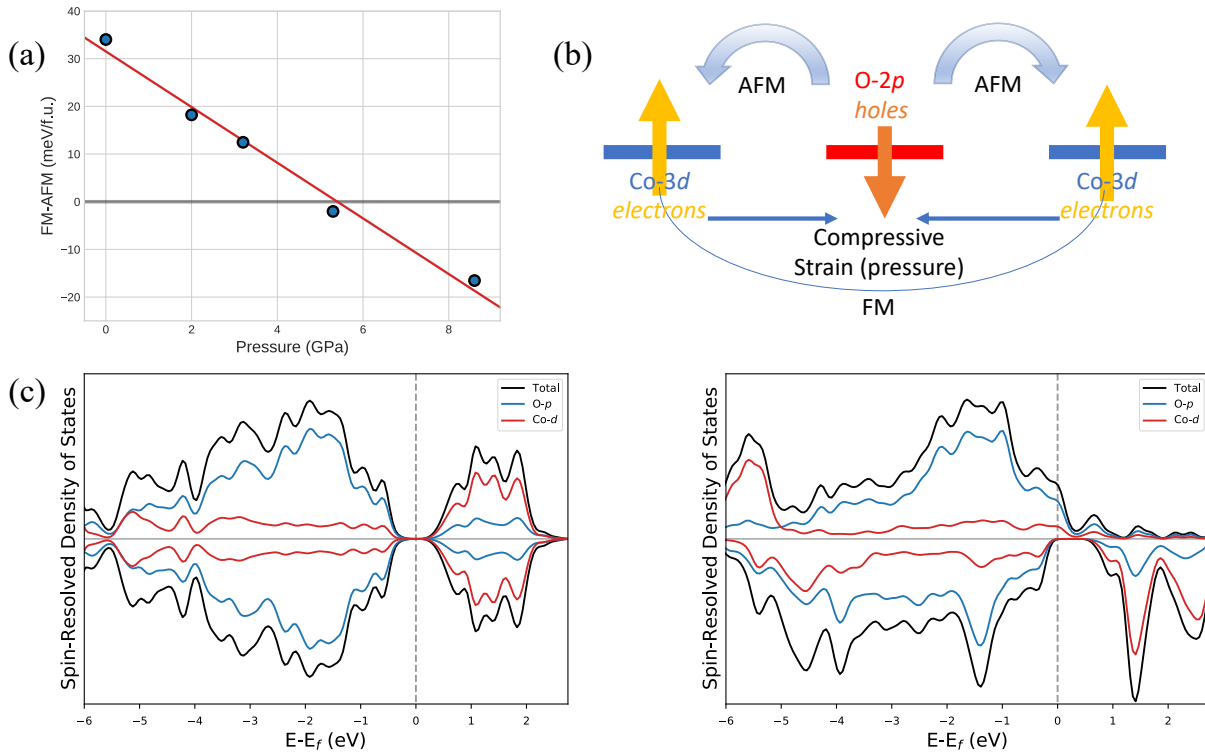 (a)
FM-AFM (meV/f.u.)
40
30
20
10
0
−10
−20
0
2
4
6
8
Pressure (GPa)
(b)
AFM
O-2p
holes
AFM
Co-3d
electrons
Co-3d
electrons
Compressive
Strain (pressure)
FM
(c)
Spin-Resolved Density of States
Total
O-p
Co-d
−6
−5
−4
−3
−2
−1
0
1
2
E-Ef (eV)
Spin-Resolved Density of States
Total
O-p
Co-d
−6
−5
−4
−3
−2
−1
0
1
2
E-Ef (eV)